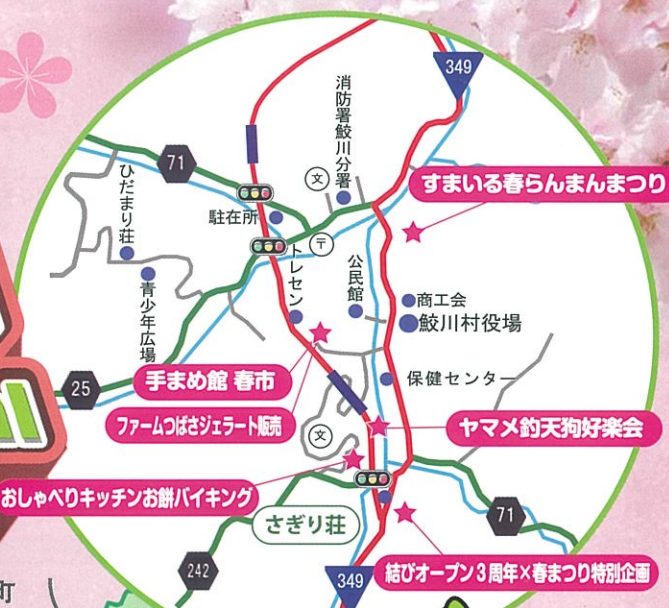 349
消防署鮫川分署
71
文
すまいる春らんまんまつり
ひだまり荘
駐在所
〒
トレセン
公民館
青少年広場
商工会
鮫川村役場
手まめ館 春市
25
保健センター
ファームつばさジェラート販売
文
ヤマメ釣天狗好楽会
おしゃべりキッチンお餅バイキング
さぎり荘
71
242
349
結びオープン3周年×春まつり特別企画
町